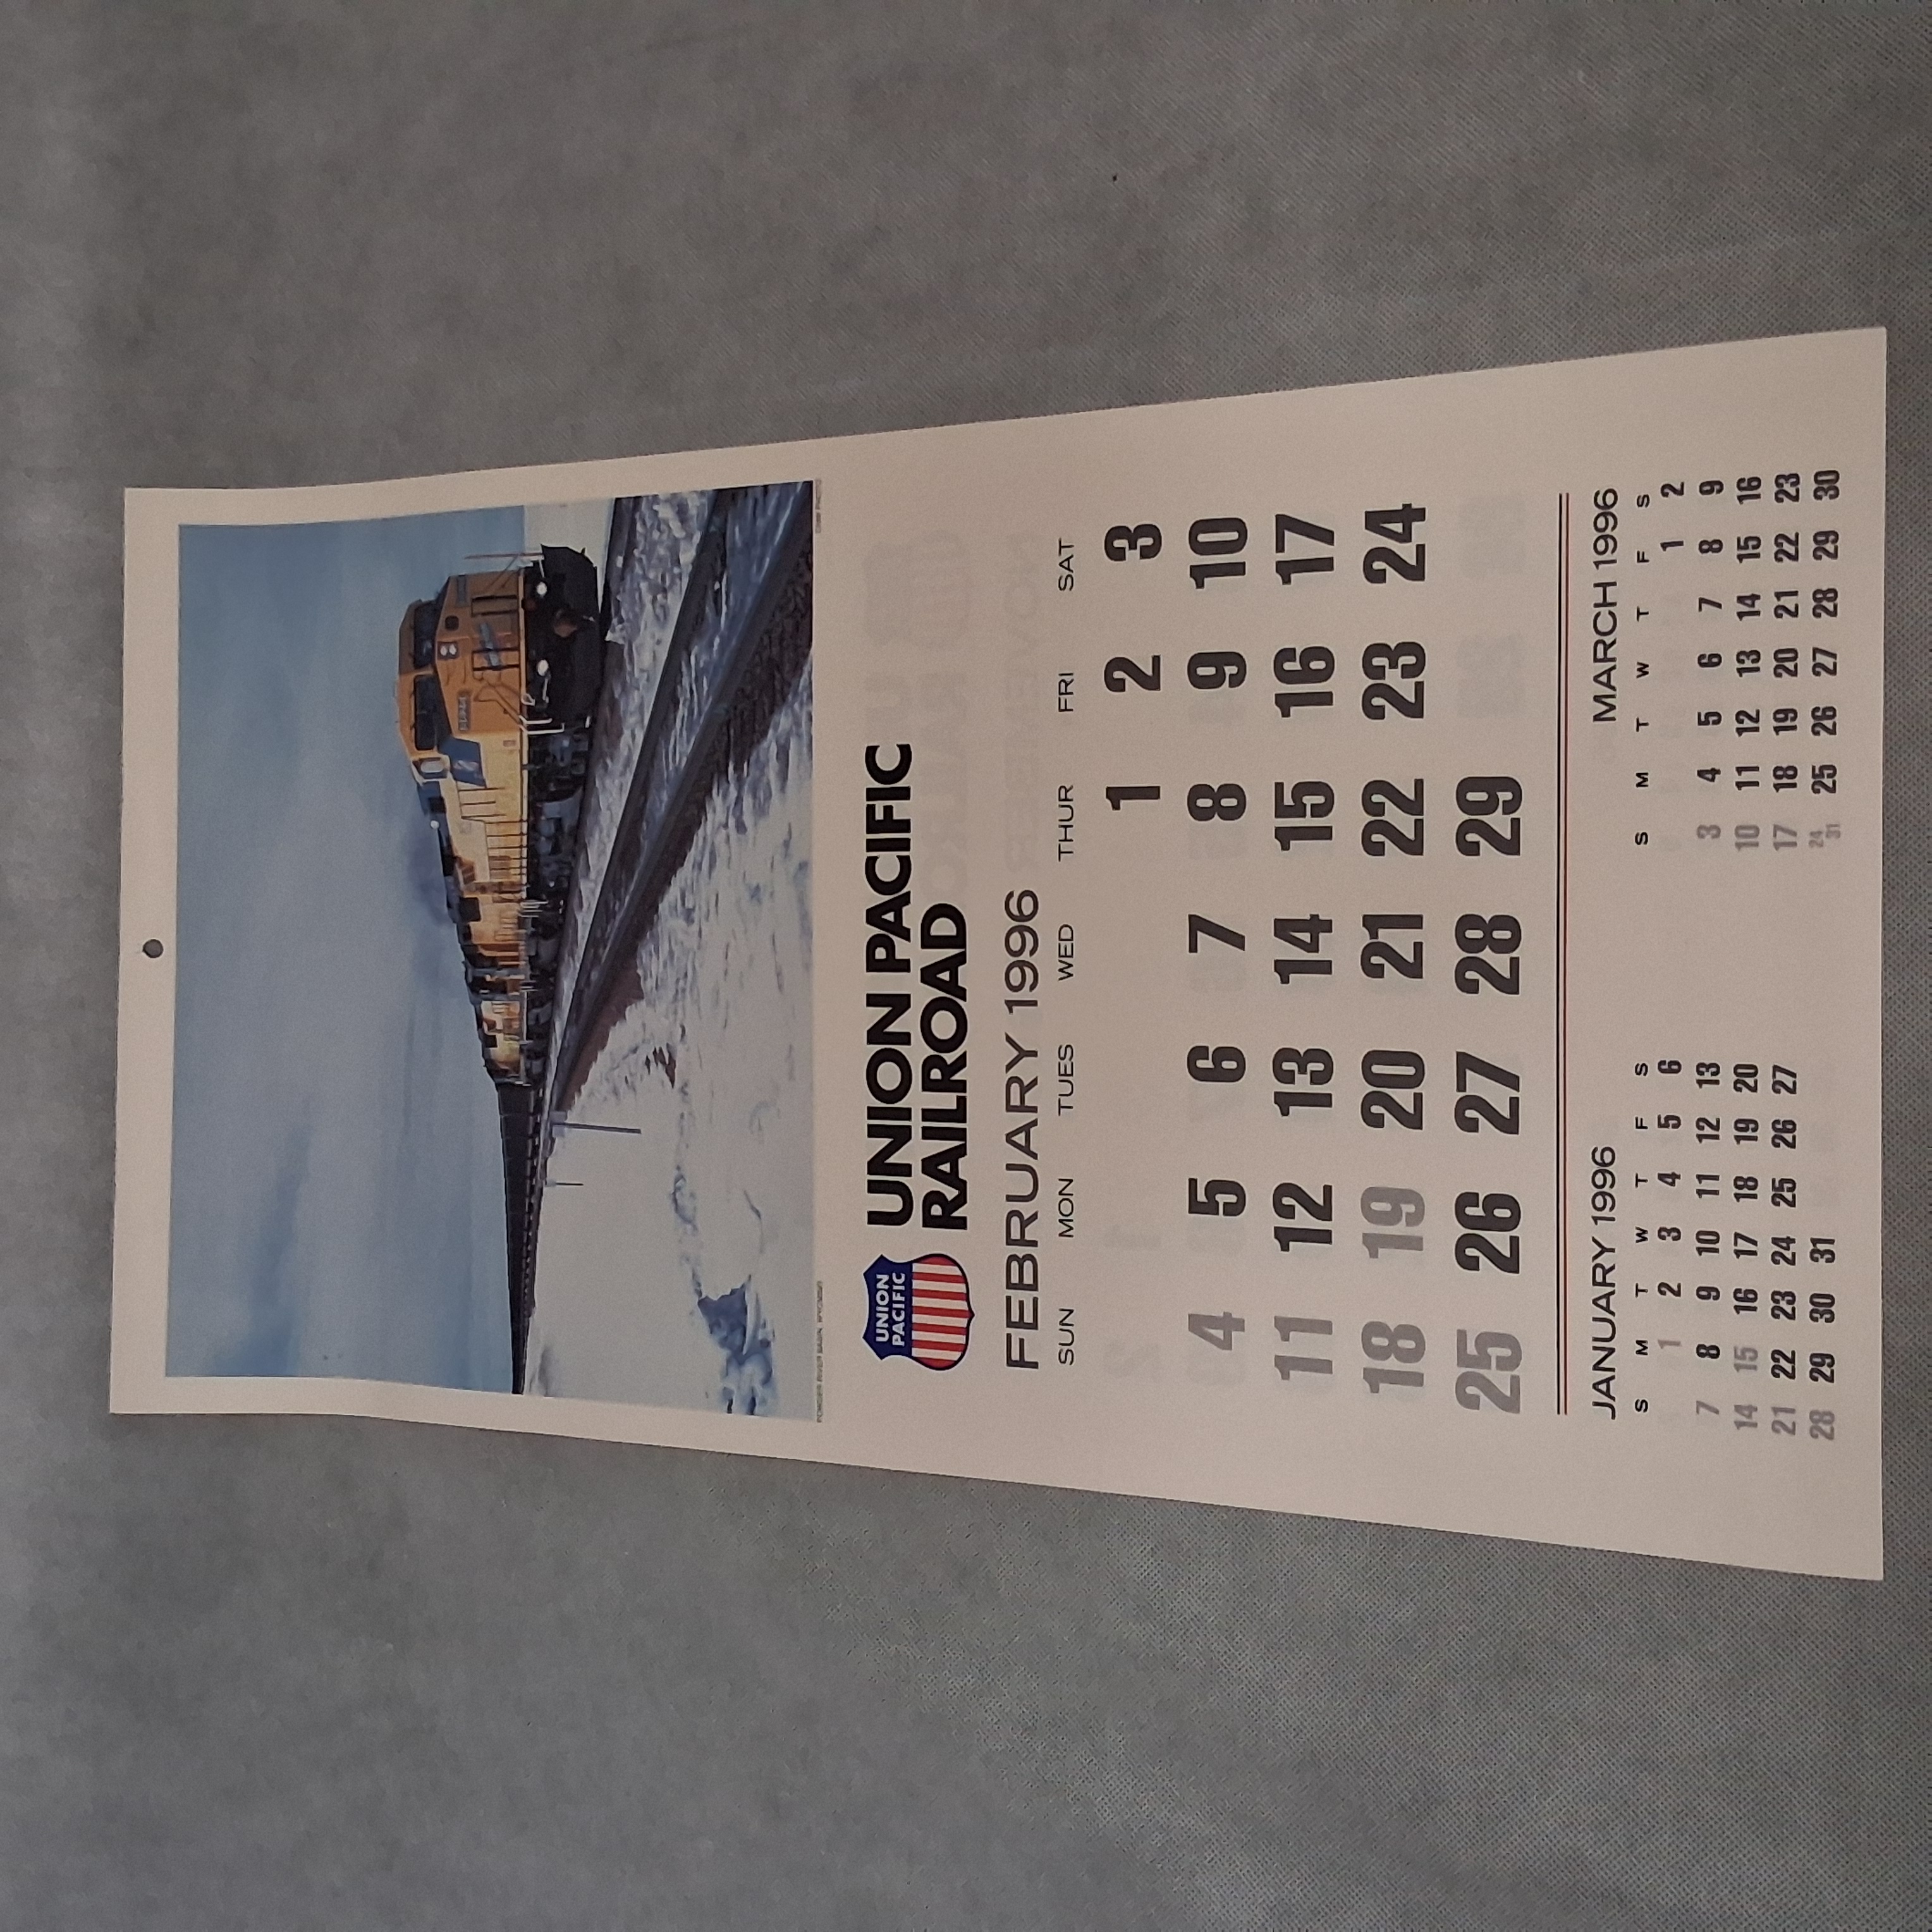 POWDER RIVER BASIN, WYOMING
UNION
PACIFIC
UNION PACIFIC
RAILROAD
FEBRUARY 1996
SUN MON TUES WED THUR FRI SAT
1 2 3
4 5 6 7 8 9 10
11 12 13 14 15 16 17
18 19 20 21 22 23 24
25 26 27 28 29
JANUARY 1996
S M T W T F S
1 2 3 4 5 6
7 8 9 10 11 12 13
14 15 16 17 18 19 20
21 22 23 24 25 26 27
28 29 30 31
MARCH 1996
S M T W T F S
1 2
3 4 5 6 7 8 9
10 11 12 13 14 15 16
17 18 19 20 21 22 23
24 25 26 27 28 29 30
31